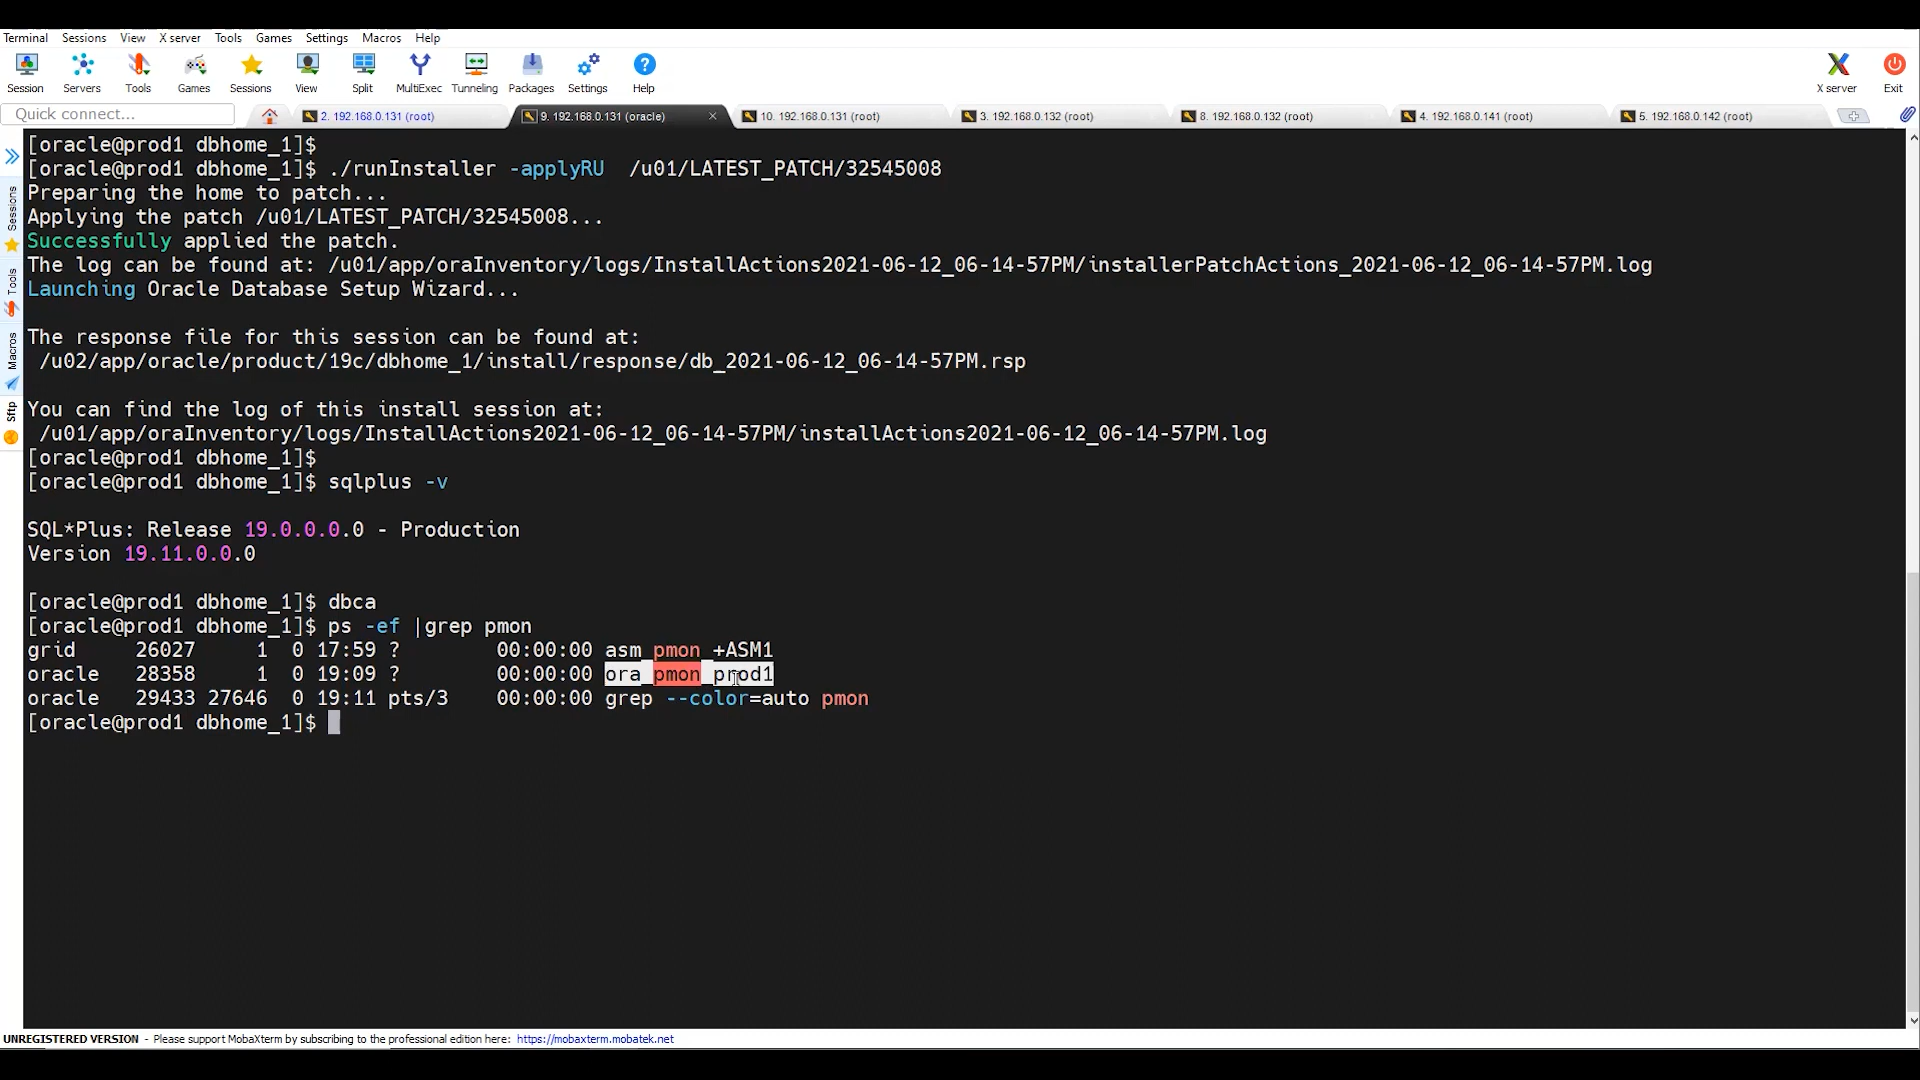 Terminal Sessions View X server Tools Games Settings Macros Help
Session Servers Tools Games Sessions View Split MultiExec Tunneling Packages Settings Help X server Exit
Quick connect... 2. 192.168.0.131 (root) 9. 192.168.0.131 (oracle) 10. 192.168.0.131 (root) 3. 192.168.0.132 (root) 8. 192.168.0.132 (root) 4. 192.168.0.141 (root) 5. 192.168.0.142 (root)
Sessions
Tools
Macros
Sftp
[oracle@prod1 dbhome_1]$
[oracle@prod1 dbhome_1]$ ./runInstaller -applyRU  /u01/LATEST_PATCH/32545008
Preparing the home to patch...
Applying the patch /u01/LATEST_PATCH/32545008...
Successfully applied the patch.
The log can be found at: /u01/app/oraInventory/logs/InstallActions2021-06-12_06-14-57PM/installerPatchActions_2021-06-12_06-14-57PM.log
Launching Oracle Database Setup Wizard...
The response file for this session can be found at:
/u02/app/oracle/product/19c/dbhome_1/install/response/db_2021-06-12_06-14-57PM.rsp
You can find the log of this install session at:
/u01/app/oraInventory/logs/InstallActions2021-06-12_06-14-57PM/installActions2021-06-12_06-14-57PM.log
[oracle@prod1 dbhome_1]$
[oracle@prod1 dbhome_1]$ sqlplus -v
SQL*Plus: Release 19.0.0.0.0 - Production
Version 19.11.0.0.0
[oracle@prod1 dbhome_1]$ dbca
[oracle@prod1 dbhome_1]$ ps -ef |grep pmon
grid     26027     1  0 17:59 ?        00:00:00 asm_pmon_+ASM1
oracle   28358     1  0 19:09 ?        00:00:00 ora_pmon_prod1
oracle   29433 27646  0 19:11 pts/3    00:00:00 grep --color=auto pmon
[oracle@prod1 dbhome_1]$
UNREGISTERED VERSION - Please support MobaXterm by subscribing to the professional edition here: https://mobaxterm.mobatek.net